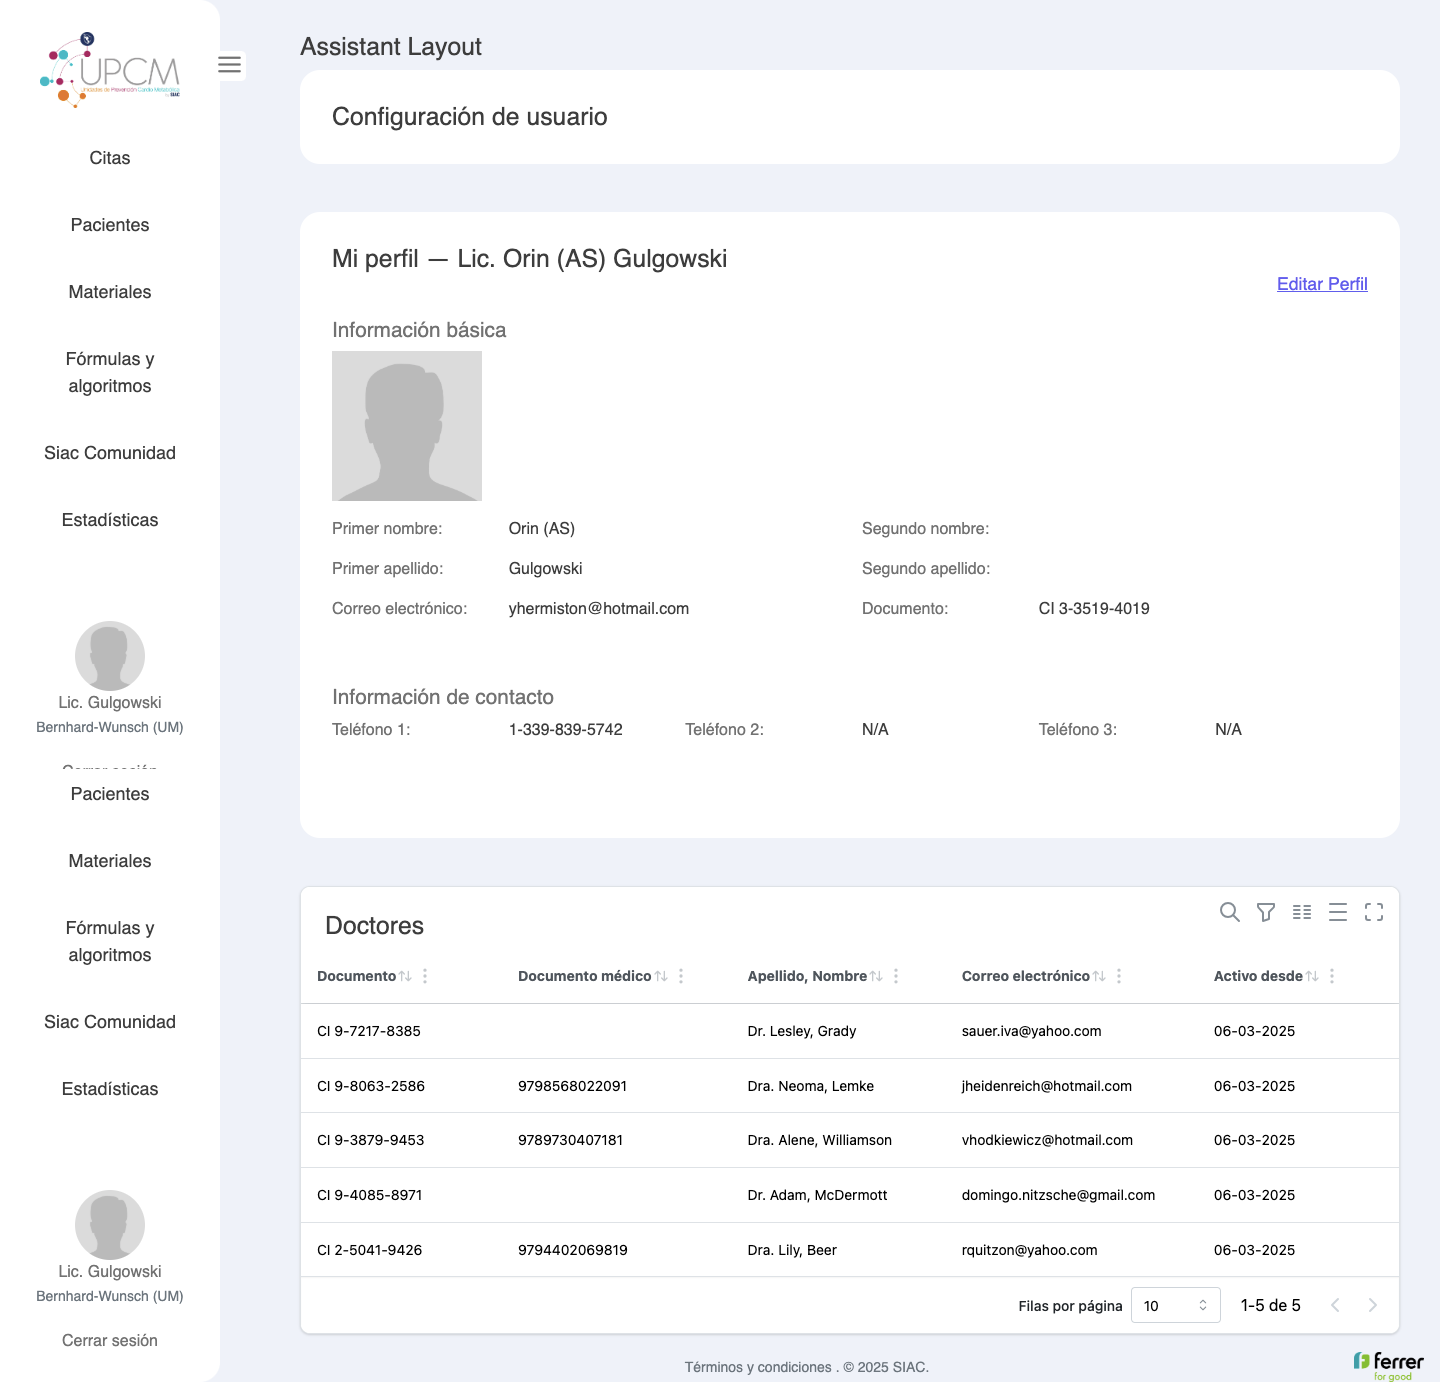 UPCM
Unidades de Prevención Cardio Metabólica
by SIAC
Citas
Pacientes
Materiales
Fórmulas y
algoritmos
Siac Comunidad
Estadísticas
Lic. Gulgowski
Bernhard-Wunsch (UM)
Cerrar sesión
Pacientes
Materiales
Fórmulas y
algoritmos
Siac Comunidad
Estadísticas
Lic. Gulgowski
Bernhard-Wunsch (UM)
Cerrar sesión
Assistant Layout
Configuración de usuario
Mi perfil — Lic. Orin (AS) Gulgowski
Editar Perfil
Información básica
Primer nombre: Orin (AS) Segundo nombre:
Primer apellido: Gulgowski Segundo apellido:
Correo electrónico: yhermiston@hotmail.com Documento: CI 3-3519-4019
Información de contacto
Teléfono 1: 1-339-839-5742 Teléfono 2: N/A Teléfono 3: N/A
Doctores
Documento Documento médico Apellido, Nombre Correo electrónico Activo desde
CI 9-7217-8385 Dr. Lesley, Grady sauer.iva@yahoo.com 06-03-2025
CI 9-8063-2586 9798568022091 Dra. Neoma, Lemke jheidenreich@hotmail.com 06-03-2025
CI 9-3879-9453 9789730407181 Dra. Alene, Williamson vhodkiewicz@hotmail.com 06-03-2025
CI 9-4085-8971 Dr. Adam, McDermott domingo.nitzsche@gmail.com 06-03-2025
CI 2-5041-9426 9794402069819 Dra. Lily, Beer rquitzon@yahoo.com 06-03-2025
Filas por página 10 1-5 de 5
Términos y condiciones . © 2025 SIAC.
ferrer
for good